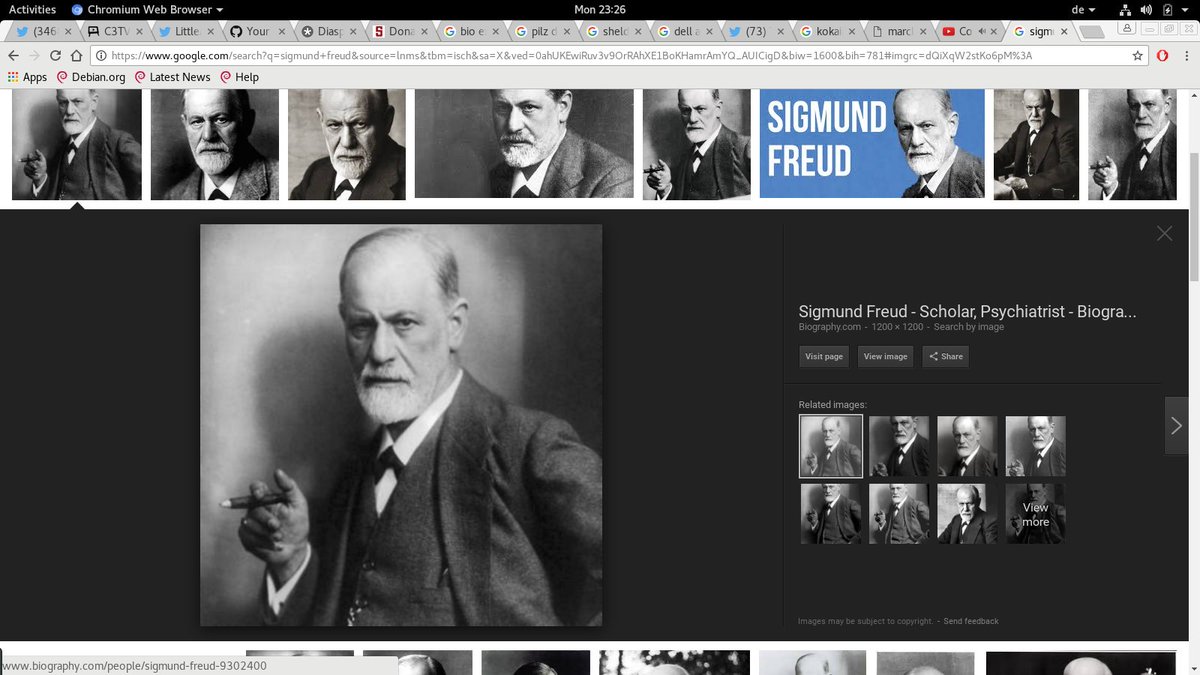 Activities
Chromium Web Browser
Mon 23:26
de
(346
C3TV
Little
Your
Diasp
Dona
bio e
pilz d
sheld
dell a
(73)
kokai
marcl
Co
sigm
https://www.google.com/search?q=sigmund+freud&source=lnms&tbm=isch&sa=X&ved=0ahUKEwiRuv3v9OrRAhXE1BoKHamrAmYQ_AUICigD&biw=1600&bih=781#imgrc=dQiXqW2stKo6pM%3A
Apps
Debian.org
Latest News
Help
SIGMUND
FREUD
Sigmund Freud - Scholar, Psychiatrist - Biogra...
Biography.com - 1200 × 1200 - Search by image
Visit page
View image
Share
Related images:
View
more
Images may be subject to copyright. - Send feedback
www.biography.com/people/sigmund-freud-9302400